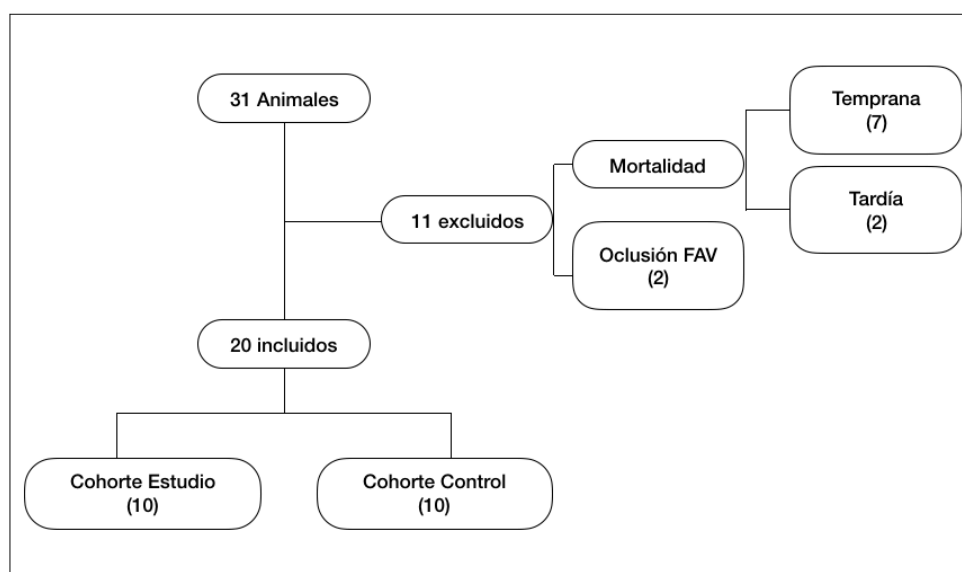 31 Animales
Temprana
(7)
Mortalidad
Tardía
(2)
11 excluidos
Oclusión FAV
(2)
20 incluidos
Cohorte Estudio
(10)
Cohorte Control
(10)